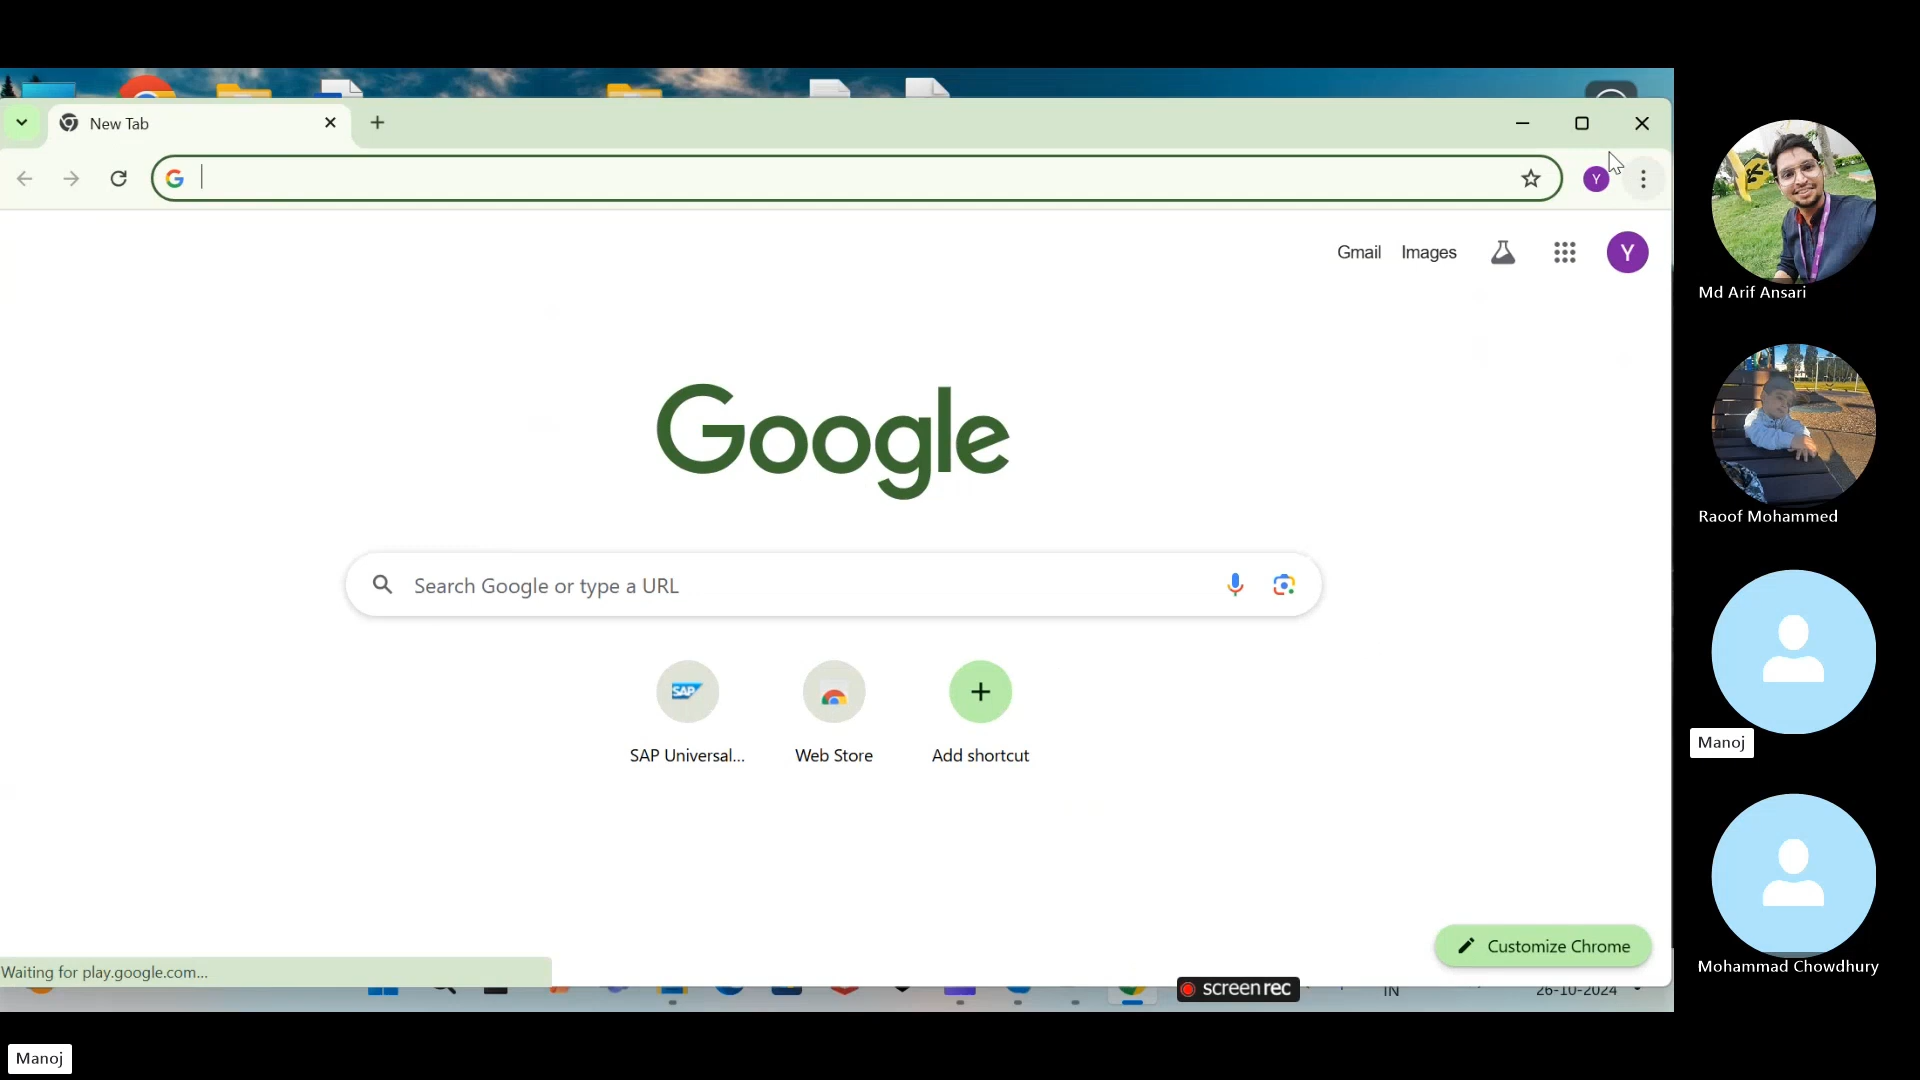 New Tab
Y
Gmail Images Y
Md Arif Ansari
Google
Raoof Mohammed
Search Google or type a URL
SAP
SAP Universal... Web Store Add shortcut
Manoj
Customize Chrome
Waiting for play.google.com...
Mohammad Chowdhury
screenrec
IN 26-10-2024
Manoj